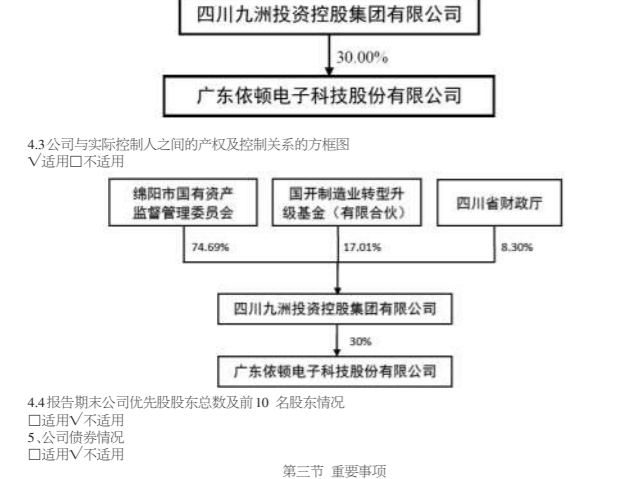 四川九洲投资控股集团有限公司
30.00%
广东依顿电子科技股份有限公司
4.3公司与实际控制人之间的产权及控制关系的方框图
√适用□不适用
绵阳市国有资产
监督管理委员会
国开制造业转型升
级基金（有限合伙）
四川省财政厅
74.69%
17.01%
8.30%
四川九洲投资控股集团有限公司
30%
广东依顿电子科技股份有限公司
4.4报告期末公司优先股股东总数及前10 名股东情况
□适用√不适用
5、公司债券情况
□适用√不适用
第三节 重要事项